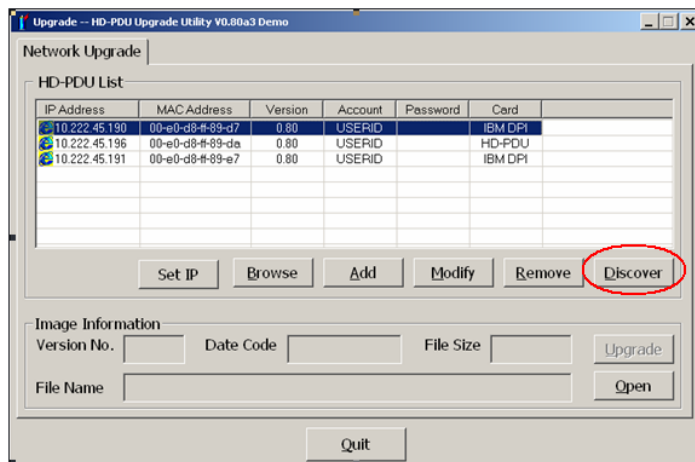 Upgrade -- HD-PDU Upgrade Utility V0.80a3 Demo
Network Upgrade
HD-PDU List
IP Address MAC Address Version Account Password Card
10.222.45.190 00-e0-d8-ff-89-d7 0.80 USERID IBM DPI
10.222.45.196 00-e0-d8-ff-89-da 0.80 USERID HD-PDU
10.222.45.191 00-e0-d8-ff-89-e7 0.80 USERID IBM DPI
Set IP Browse Add Modify Remove Discover
Image Information
Version No. Date Code File Size Upgrade
File Name Open
Quit